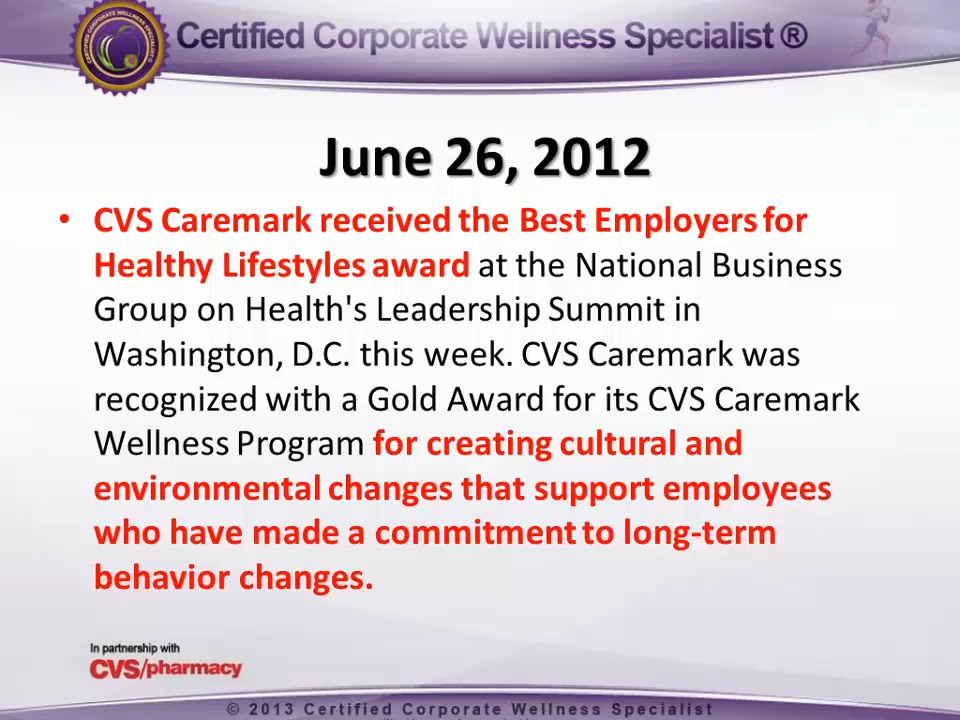 Certified Corporate Wellness Specialist ®
June 26, 2012
• CVS Caremark received the Best Employers for
Healthy Lifestyles award at the National Business
Group on Health's Leadership Summit in
Washington, D.C. this week. CVS Caremark was
recognized with a Gold Award for its CVS Caremark
Wellness Program for creating cultural and
environmental changes that support employees
who have made a commitment to long-term
behavior changes.
In partnership with
CVS/pharmacy
© 2013 Certified Corporate Wellness Specialist